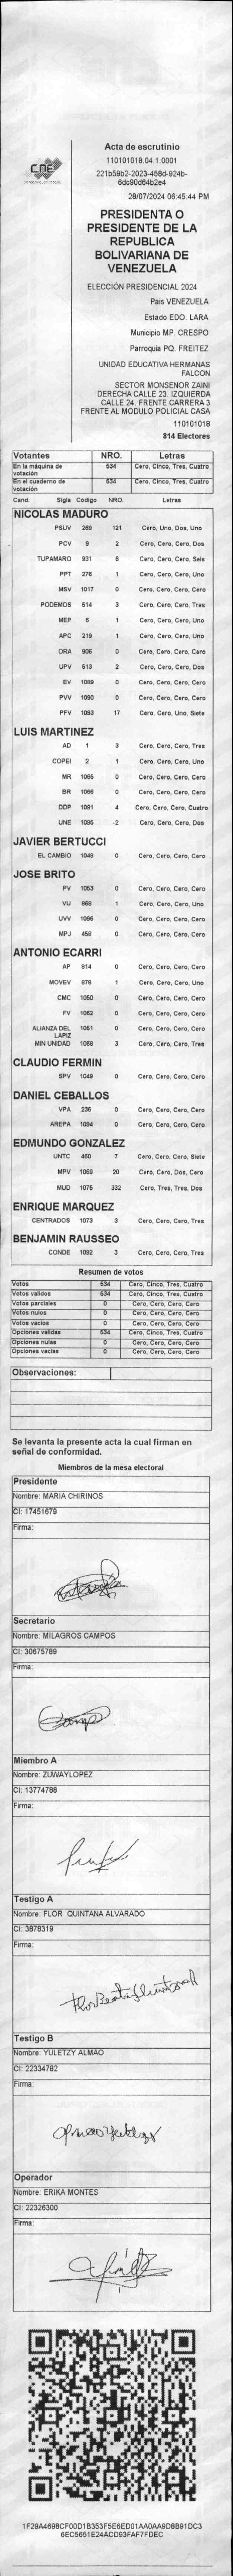 CNE
Acta de escrutinio
110101018.04.1.0001
28/07/2024 06:45:44 PM
PRESIDENTA O
PRESIDENTE DE LA
REPUBLICA
BOLIVARIANA DE
VENEZUELA
ELECCIÓN PRESIDENCIAL 2024
País VENEZUELA
Estado EDO. LARA
Municipio MP. CRESPO
Parroquia PQ. FREITEZ
UNIDAD EDUCATIVA HERMANAS
FALCON
SECTOR MONSENOR ZAINI
DERECHA CALLE 23. IZQUIERDA
CALLE 24. FRENTE CARRERA 3
FRENTE AL MODULO POLICIAL CASA
110101018
814 Electores
Votantes NRO. Letras
En la máquina de votación 534 Cero, Cinco, Tres, Cuatro
En el cuaderno de votación 534 Cero, Cinco, Tres, Cuatro
Cand. Sigla Código NRO. Letras
NICOLAS MADURO
PSUV 269 121 Cero, Uno, Dos, Uno
PCV 9 2 Cero, Cero, Cero, Dos
TUPAMARO 931 6 Cero, Cero, Cero, Seis
PPT 276 1 Cero, Cero, Cero, Uno
MSV 1017 0 Cero, Cero, Cero, Cero
PODEMOS 614 3 Cero, Cero, Cero, Tres
MEP 6 1 Cero, Cero, Cero, Uno
APC 219 1 Cero, Cero, Cero, Uno
ORA 906 0 Cero, Cero, Cero, Cero
UPV 613 2 Cero, Cero, Cero, Dos
EV 1089 0 Cero, Cero, Cero, Cero
PVV 1090 0 Cero, Cero, Cero, Cero
PFV 1093 17 Cero, Cero, Uno, Siete
LUIS MARTINEZ
AD 1 3 Cero, Cero, Cero, Tres
COPEI 2 1 Cero, Cero, Cero, Uno
MR 1065 0 Cero, Cero, Cero, Cero
BR 1066 0 Cero, Cero, Cero, Cero
DDP 1091 4 Cero, Cero, Cero, Cuatro
UNE 1095 2 Cero, Cero, Cero, Dos
JAVIER BERTUCCI
EL CAMBIO 1048 0 Cero, Cero, Cero, Cero
JOSE BRITO
PV 1053 0 Cero, Cero, Cero, Cero
VU 868 1 Cero, Cero, Cero, Uno
UVV 1096 0 Cero, Cero, Cero, Cero
MPJ 458 0 Cero, Cero, Cero, Cero
ANTONIO ECARRI
AP 814 0 Cero, Cero, Cero, Cero
MOVEV 678 1 Cero, Cero, Cero, Uno
CMC 1050 0 Cero, Cero, Cero, Cero
FV 1062 0 Cero, Cero, Cero, Cero
ALIANZA DEL LAPIZ 1061 0 Cero, Cero, Cero, Cero
MIN UNIDAD 1068 3 Cero, Cero, Cero, Tres
CLAUDIO FERMIN
SPV 1049 0 Cero, Cero, Cero, Cero
DANIEL CEBALLOS
VPA 236 0 Cero, Cero, Cero, Cero
AREPA 1094 0 Cero, Cero, Cero, Cero
EDMUNDO GONZALEZ
UNTC 460 7 Cero, Cero, Cero, Siete
MPV 1069 20 Cero, Cero, Dos, Cero
MUD 1075 332 Cero, Tres, Tres, Dos
ENRIQUE MARQUEZ
CENTRADOS 1073 3 Cero, Cero, Cero, Tres
BENJAMIN RAUSSEO
CONDE 1092 3 Cero, Cero, Cero, Tres
Resumen de votos
Votos 534 Cero, Cinco, Tres, Cuatro
Votos validos 534 Cero, Cinco, Tres, Cuatro
Votos parciales 0 Cero, Cero, Cero, Cero
Votos nulos 0 Cero, Cero, Cero, Cero
Votos vacios 0 Cero, Cero, Cero, Cero
Opciones validas 534 Cero, Cinco, Tres, Cuatro
Opciones nulas 0 Cero, Cero, Cero, Cero
Opciones vacias 0 Cero, Cero, Cero, Cero
Observaciones:
Se levanta la presente acta la cual firman en
señal de conformidad.
Miembros de la mesa electoral
Presidente
Nombre: MARIA CHIRINOS
CI: 17451679
Firma:
Secretario
Nombre: MILAGROS CAMPOS
CI: 30675789
Firma:
Miembro A
Nombre: ZUWAYLOPEZ
CI: 13774788
Firma:
Testigo A
Nombre: FLOR QUINTANA ALVARADO
CI: 3878319
Firma:
Testigo B
Nombre: YULETZY ALMAO
CI: 22334782
Firma:
Operador
Nombre: ERIKA MONTES
CI: 22326300
Firma: